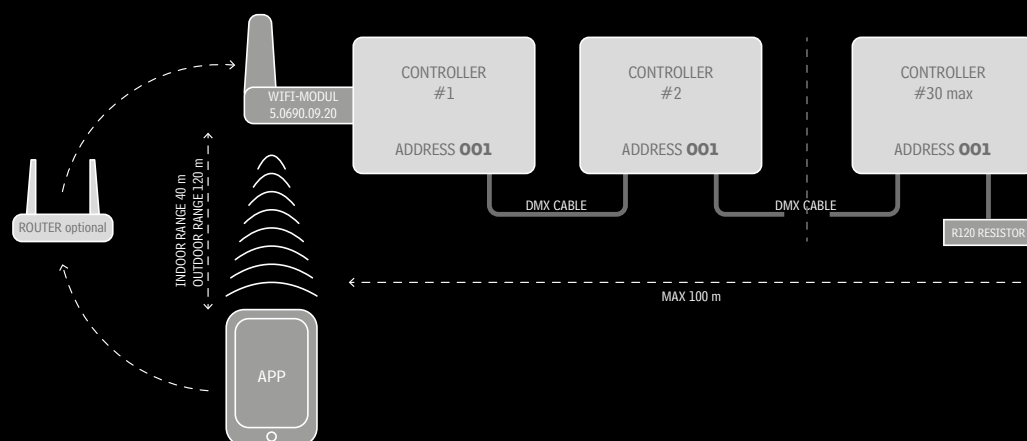 WIFI-MODUL
5.0690.09.20
CONTROLLER
#1
ADDRESS 001
CONTROLLER
#2
ADDRESS 001
CONTROLLER
#30 max
ADDRESS 001
DMX CABLE
DMX CABLE
R120 RESISTOR
ROUTER optional
INDOOR RANGE 40 m
OUTDOOR RANGE 120 m
MAX 100 m
APP